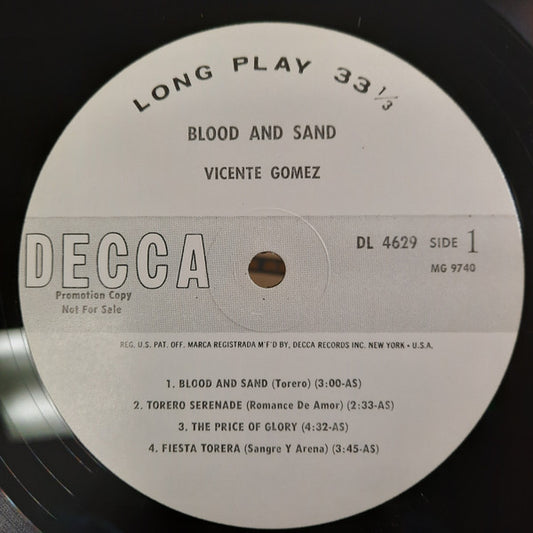 LONG PLAY 33 1/3
BLOOD AND SAND
VICENTE GOMEZ
DECCA
DL 4629 SIDE 1
MG 9740
Promotion Copy
Not For Sale
REG. U.S. PAT. OFF. MARCA REGISTRADA M'F'D BY, DECCA RECORDS INC. NEW YORK • U.S.A.
1. BLOOD AND SAND (Torero) (3:00-AS)
2. TORERO SERENADE (Romance De Amor) (2:33-AS)
3. THE PRICE OF GLORY (4:32-AS)
4. FIESTA TORERA (Sangre Y Arena) (3:45-AS)